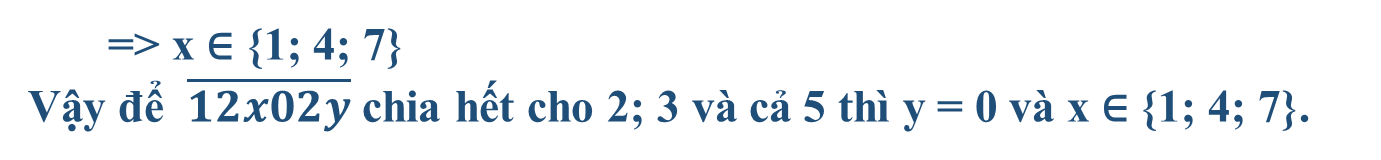 => x ∈ {1; 4; 7}
Vậy để \overline{12x02y} chia hết cho 2; 3 và cả 5 thì y = 0 và x ∈ {1; 4; 7}.